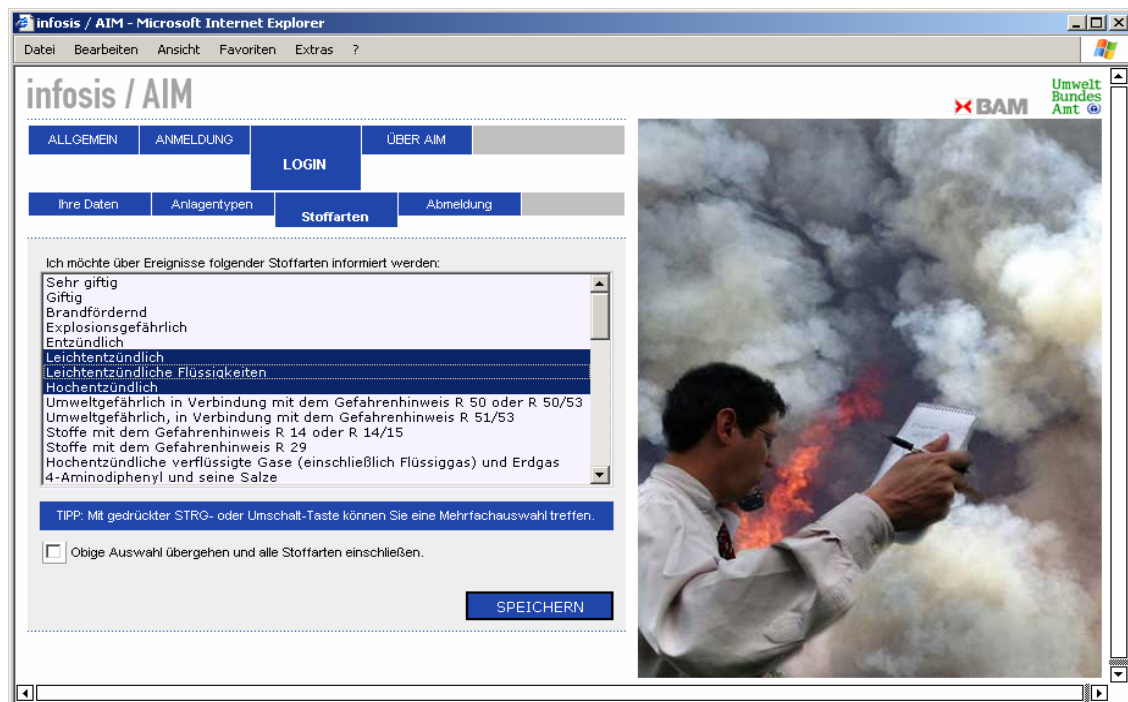 infosis / AIM - Microsoft Internet Explorer
Datei Bearbeiten Ansicht Favoriten Extras ?
infosis / AIM
BAM
Umwelt
Bundes
Amt
ALLGEMEIN ANMELDUNG LOGIN ÜBER AIM
Ihre Daten Anlagentypen Stoffarten Abmeldung
Ich möchte über Ereignisse folgender Stoffarten informiert werden:
Sehr giftig
Giftig
Brandfördernd
Explosionsgefährlich
Entzündlich
Leichtentzündlich
Leichtentzündliche Flüssigkeiten
Hochentzündlich
Umweltgefährlich in Verbindung mit dem Gefahrenhinweis R 50 oder R 50/53
Umweltgefährlich, in Verbindung mit dem Gefahrenhinweis R 51/53
Stoffe mit dem Gefahrenhinweis R 14 oder R 14/15
Stoffe mit dem Gefahrenhinweis R 29
Hochentzündliche verflüssigte Gase (einschließlich Flüssiggas) und Erdgas
4-Aminodiphenyl und seine Salze
TIPP: Mit gedrückter STRG- oder Umschalt-Taste können Sie eine Mehrfachauswahl treffen.
Obige Auswahl übergehen und alle Stoffarten einschließen.
SPEICHERN